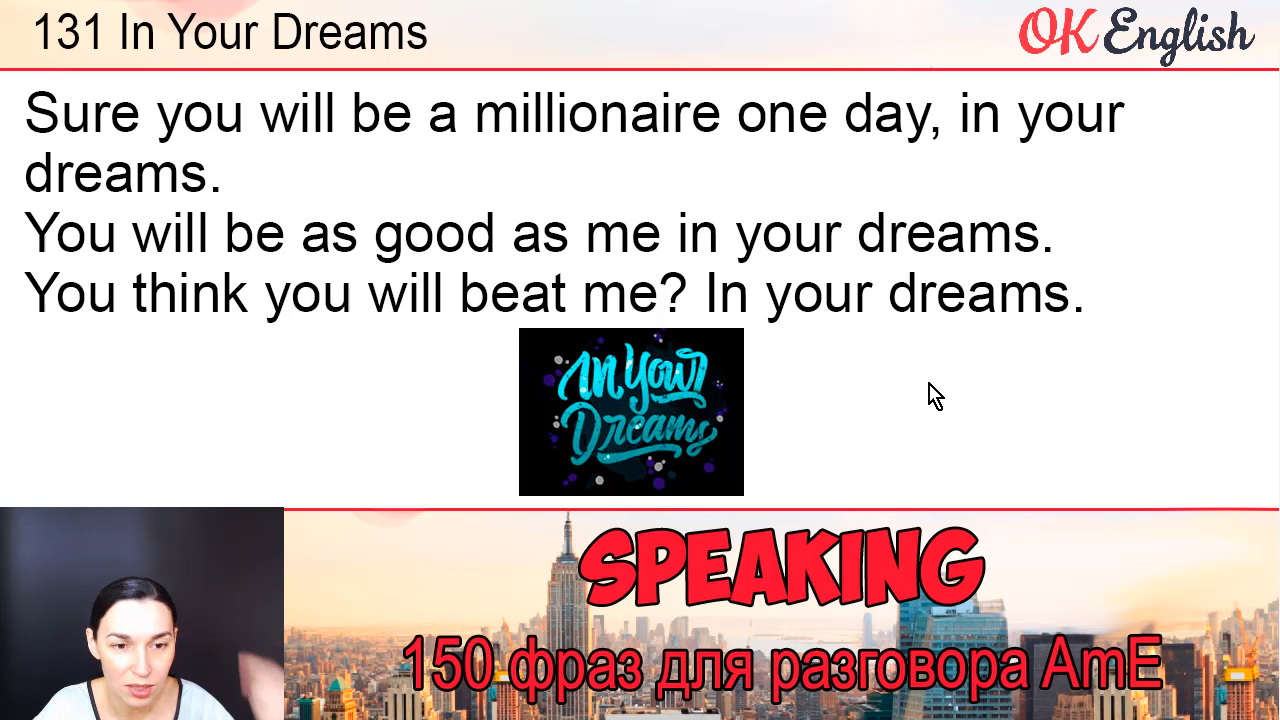 131 In Your Dreams
OK English
Sure you will be a millionaire one day, in your
dreams.
You will be as good as me in your dreams.
You think you will beat me? In your dreams.
In Your
Dreams
SPEAKING
150 фраз для разговора AmE